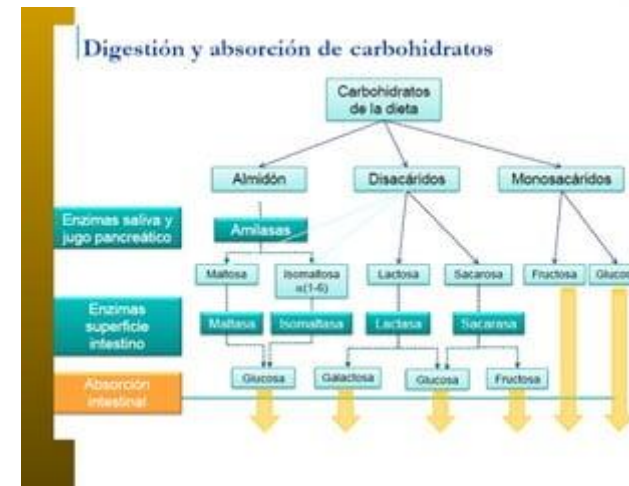 Digestión y absorción de carbohidratos
Carbohidratos
de la dieta
Almidón
Disacáridos
Monosacáridos
Enzimas saliva y
jugo pancreático
Amilasas
Maltosa
Isomaltosa
α(1-6)
Lactosa
Sacarosa
Fructosa
Glucos
Enzimas
superficie
intestino
Maltasa
Isomaltasa
Lactasa
Sacarasa
Absorción
intestinal
Glucosa
Galactosa
Glucosa
Fructosa